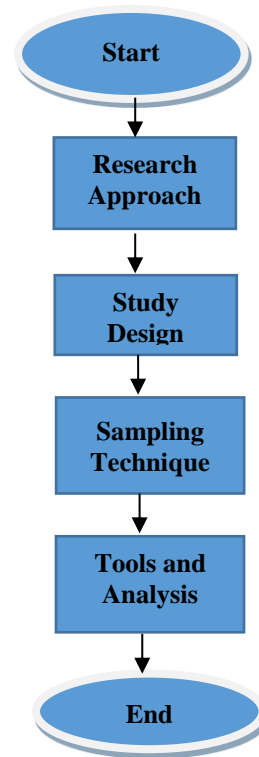 Start
Research
Approach
Study
Design
Sampling
Technique
Tools and
Analysis
End